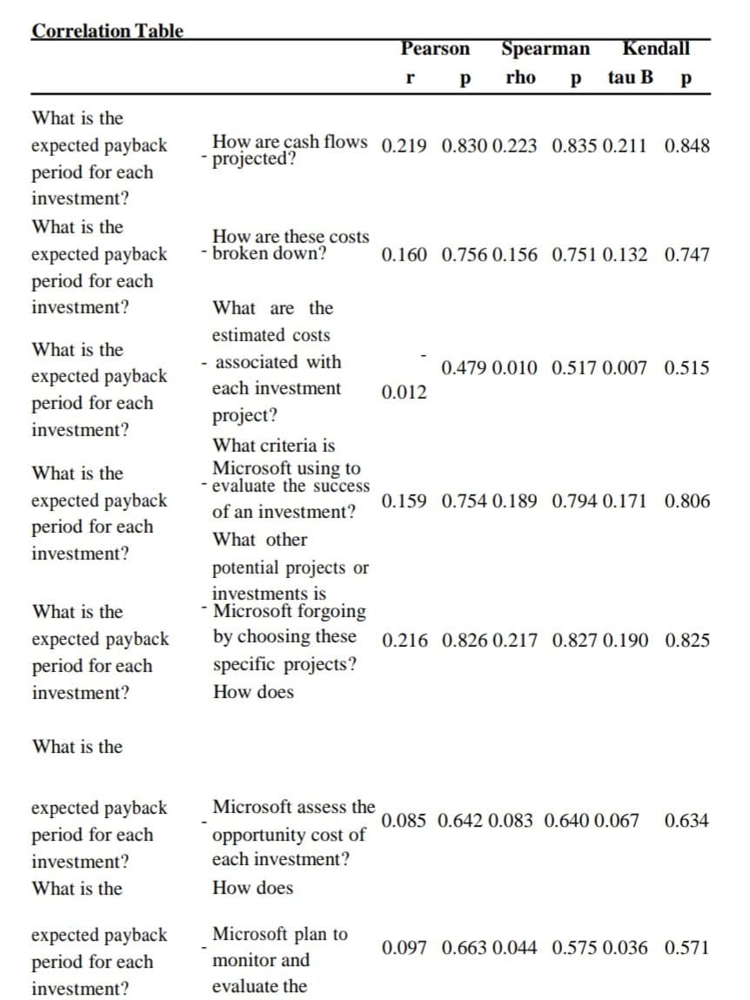 Correlation Table
Pearson Spearman Kendall
r p rho p tau B p
What is the
expected payback
period for each
investment?
How are cash flows
- projected?
0.219 0.830 0.223 0.835 0.211 0.848
What is the
expected payback
period for each
investment?
How are these costs
- broken down?
0.160 0.756 0.156 0.751 0.132 0.747
What is the
expected payback
period for each
investment?
What are the
estimated costs
- associated with
each investment
project?
-
0.012
0.479 0.010 0.517 0.007 0.515
What is the
expected payback
period for each
investment?
What criteria is
Microsoft using to
- evaluate the success
of an investment?
0.159 0.754 0.189 0.794 0.171 0.806
What is the
expected payback
period for each
investment?
What other
potential projects or
investments is
- Microsoft forgoing
by choosing these
specific projects?
0.216 0.826 0.217 0.827 0.190 0.825
What is the
expected payback
period for each
investment?
How does
- Microsoft assess the
opportunity cost of
each investment?
0.085 0.642 0.083 0.640 0.067 0.634
What is the
expected payback
period for each
investment?
How does
- Microsoft plan to
monitor and
evaluate the
0.097 0.663 0.044 0.575 0.036 0.571